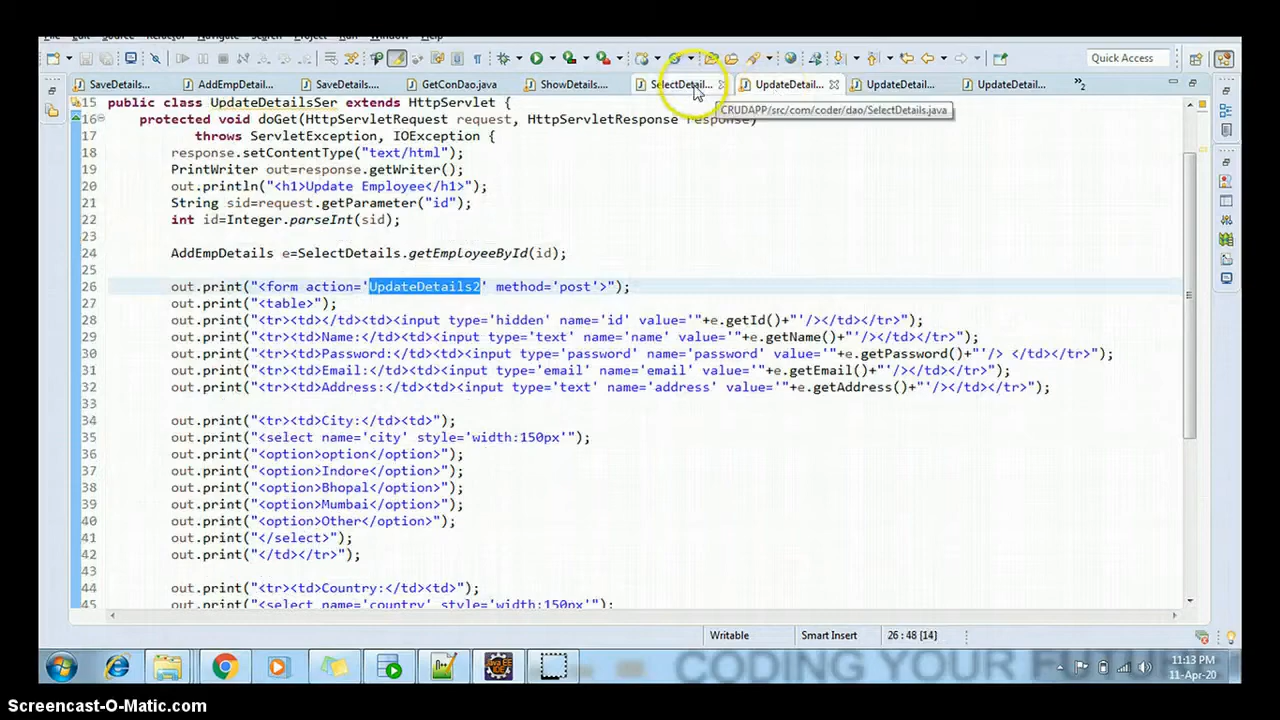 Quick Access
SaveDetails... AddEmpDetail... SaveDetails.... GetConDao.java ShowDetails.... SelectDetail... UpdateDetail... UpdateDetail... UpdateDetail...
CRUDAPP/src/com/coder/dao/SelectDetails.java
15 public class UpdateDetailsSer extends HttpServlet {
16 protected void doGet(HttpServletRequest request, HttpServletResponse response)
17 throws ServletException, IOException {
18 response.setContentType("text/html");
19 PrintWriter out=response.getWriter();
20 out.println("<h1>Update Employee</h1>");
21 String sid=request.getParameter("id");
22 int id=Integer.parseInt(sid);
23
24 AddEmpDetails e=SelectDetails.getEmployeeById(id);
25
26 out.print("<form action='UpdateDetails2' method='post'>");
27 out.print("<table>");
28 out.print("<tr><td></td><td><input type='hidden' name='id' value='"+e.getId()+"'/></td></tr>");
29 out.print("<tr><td>Name:</td><td><input type='text' name='name' value='"+e.getName()+"'/></td></tr>");
30 out.print("<tr><td>Password:</td><td><input type='password' name='password' value='"+e.getPassword()+"'/> </td></tr>");
31 out.print("<tr><td>Email:</td><td><input type='email' name='email' value='"+e.getEmail()+"'/></td></tr>");
32 out.print("<tr><td>Address:</td><td><input type='text' name='address' value='"+e.getAddress()+"'/></td></tr>");
33
34 out.print("<tr><td>City:</td><td>");
35 out.print("<select name='city' style='width:150px'");
36 out.print("<option>option</option>");
37 out.print("<option>Indore</option>");
38 out.print("<option>Bhopal</option>");
39 out.print("<option>Mumbai</option>");
40 out.print("<option>Other</option>");
41 out.print("</select>");
42 out.print("</td></tr>");
43
44 out.print("<tr><td>Country:</td><td>");
45 out.print("<select name='country' style='width:150px'");
Writable Smart Insert 26 : 48 [14]
CODING YOUR
11:13 PM
11-Apr-20
Screencast-O-Matic.com